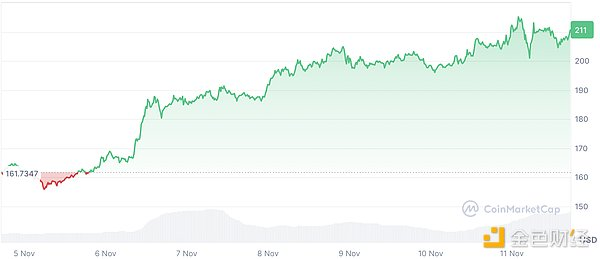 211
200
190
180
170
161.7347
160
150
CoinMarketCap
USD
5 Nov
6 Nov
7 Nov
8 Nov
9 Nov
10 Nov
11 Nov
金色财经